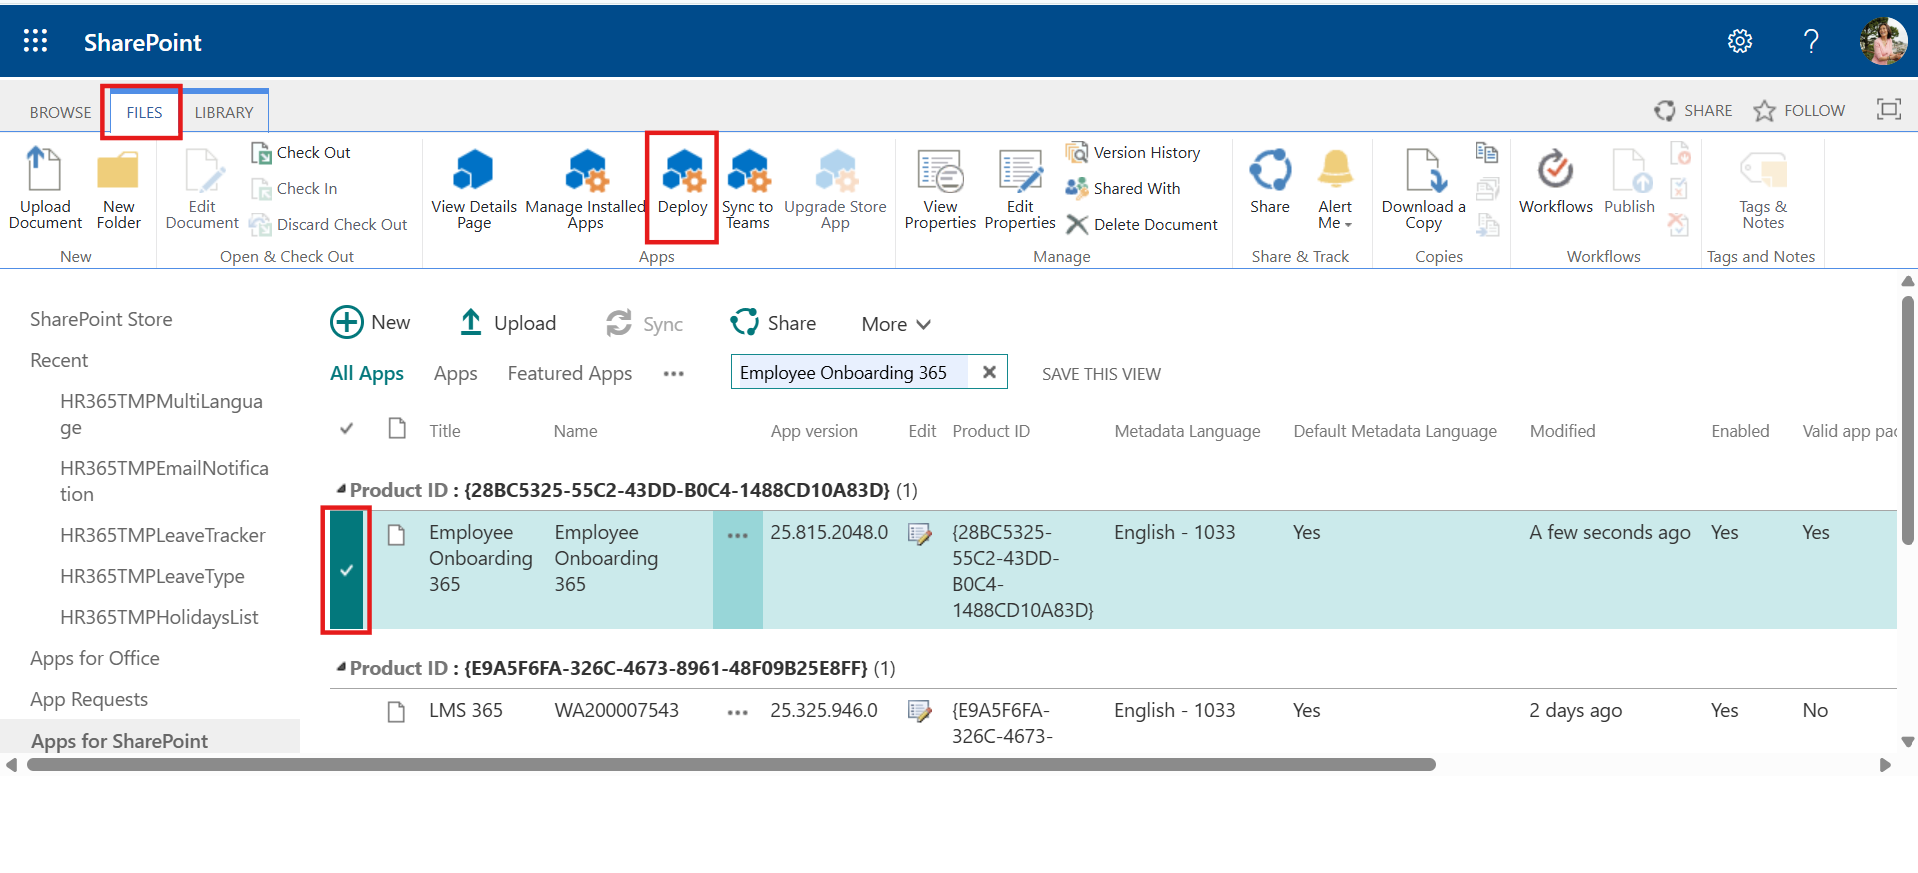 SharePoint
BROWSE FILES LIBRARY
SHARE FOLLOW
Upload Document
New Folder
New
Edit Document
Check Out
Check In
Discard Check Out
Open & Check Out
View Details Page
Manage Installed Apps
Deploy
Sync to Teams
Upgrade Store App
Apps
View Properties
Edit Properties
Version History
Shared With
Delete Document
Manage
Share
Alert Me
Share & Track
Download a Copy
Copies
Workflows
Publish
Workflows
Tags & Notes
Tags and Notes
SharePoint Store
Recent
HR365TMPMultiLangua
ge
HR365TMPEmailNotifica
tion
HR365TMPLeaveTracker
HR365TMPLeaveType
HR365TMPHolidaysList
Apps for Office
App Requests
Apps for SharePoint
New Upload Sync Share More
All Apps Apps Featured Apps ••• Employee Onboarding 365 SAVE THIS VIEW
Title Name App version Edit Product ID Metadata Language Default Metadata Language Modified Enabled Valid app pac
Product ID : {28BC5325-55C2-43DD-B0C4-1488CD10A83D} (1)
Employee Employee ••• 25.815.2048.0 {28BC5325- English - 1033 Yes A few seconds ago Yes Yes
Onboarding Onboarding 55C2-43DD-
365 365 B0C4-
1488CD10A83D}
Product ID : {E9A5F6FA-326C-4673-8961-48F09B25E8FF} (1)
LMS 365 WA200007543 ••• 25.325.946.0 {E9A5F6FA- English - 1033 Yes 2 days ago Yes No
326C-4673-